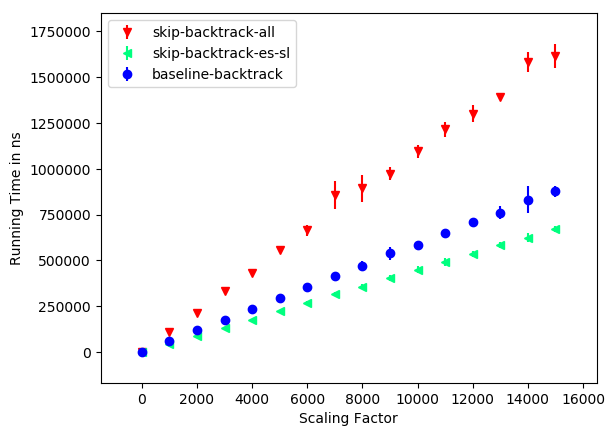 skip-backtrack-all
skip-backtrack-es-sl
baseline-backtrack
1750000
1500000
1250000
1000000
750000
500000
250000
0
Running Time in ns
0 2000 4000 6000 8000 10000 12000 14000 16000
Scaling Factor